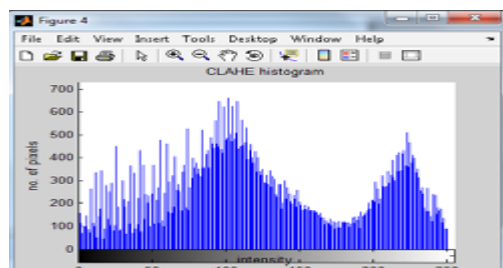 Figure 4
File Edit View Insert Tools Desktop Window Help
CLAHE histogram
700
600
500
400
300
200
100
0
no. of pixels
intensity